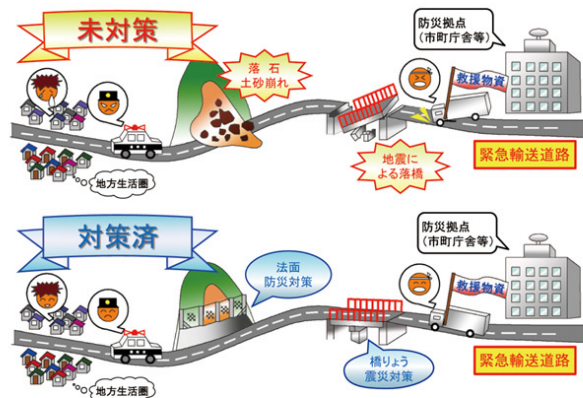 未対策
落石
土砂崩れ
防災拠点
(市町庁舎等)
救援物資
地震に
よる落橋
緊急輸送道路
地方生活圏
対策済
法面
防災対策
防災拠点
(市町庁舎等)
救援物資
橋りょう
震災対策
緊急輸送道路
地方生活圏